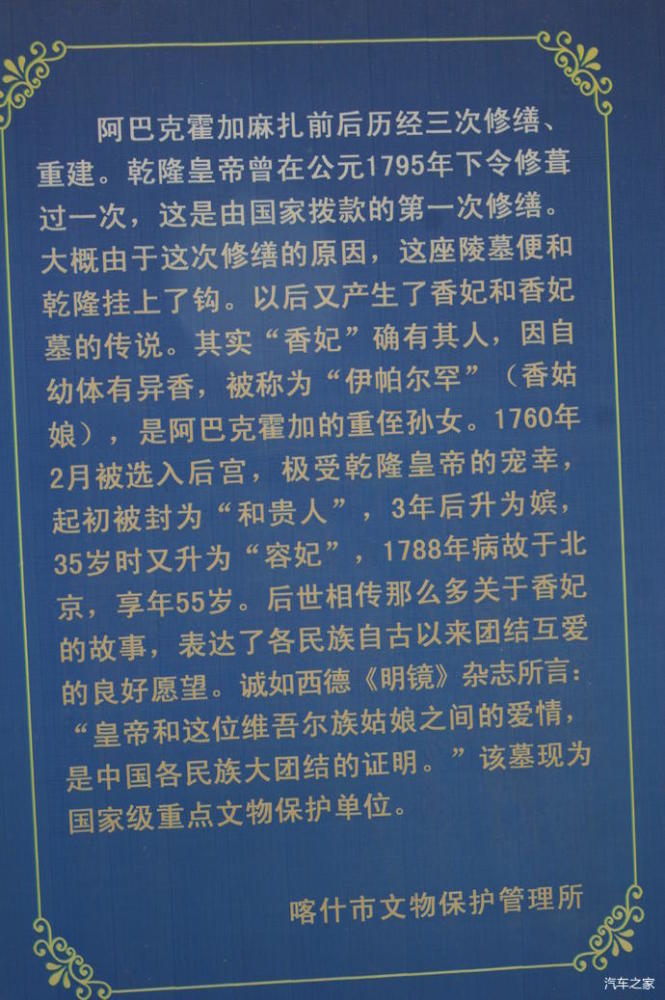 阿巴克霍加麻扎前后历经三次修缮、
重建。乾隆皇帝曾在公元1795年下令修葺
过一次，这是由国家拨款的第一次修缮。
大概由于这次修缮的原因，这座陵墓便和
乾隆挂上了钩。以后又产生了香妃和香妃
墓的传说。其实“香妃”确有其人，因自
幼体有异香，被称为“伊帕尔罕”（香姑
娘），是阿巴克霍加的重侄孙女。1760年
2月被选入后宫，极受乾隆皇帝的宠幸，
起初被封为“和贵人”，3年后升为嫔，
35岁时又升为“容妃”，1788年病故于北
京，享年55岁。后世相传那么多关于香妃
的故事，表达了各民族自古以来团结互爱
的良好愿望。诚如西德《明镜》杂志所言：
“皇帝和这位维吾尔族姑娘之间的爱情，
是中国各民族大团结的证明。”该墓现为
国家级重点文物保护单位。
喀什市文物保护管理所
汽车之家